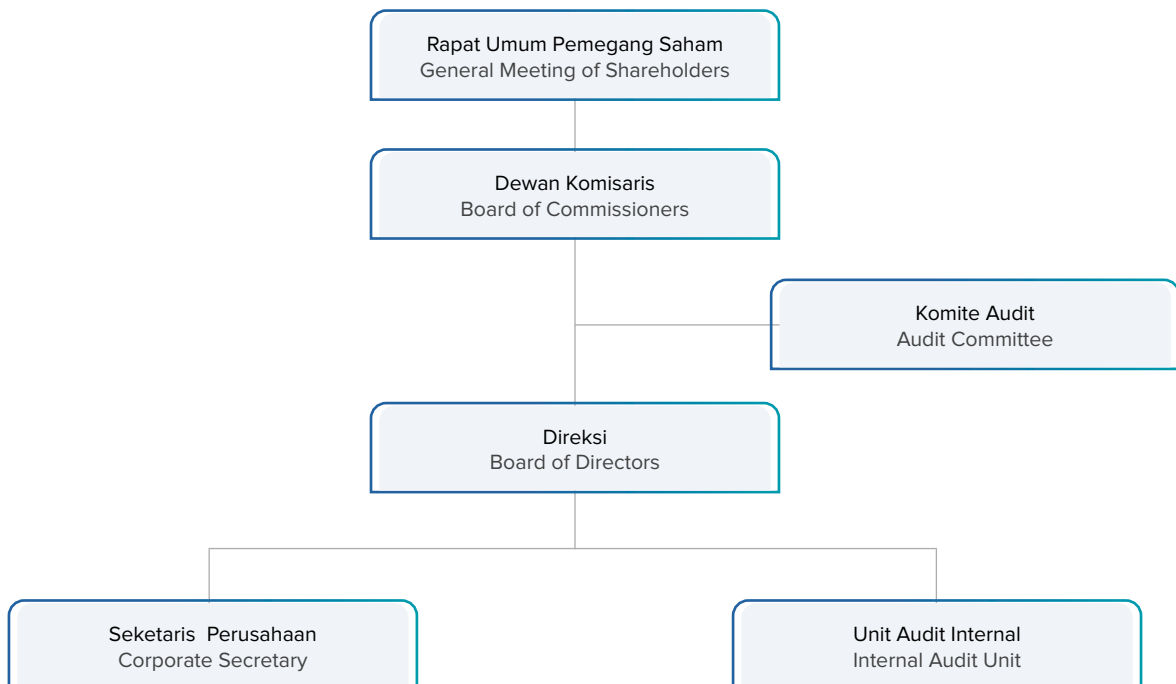 Rapat Umum Pemegang Saham
General Meeting of Shareholders
Dewan Komisaris
Board of Commissioners
Komite Audit
Audit Committee
Direksi
Board of Directors
Seketaris  Perusahaan
Corporate Secretary
Unit Audit Internal
Internal Audit Unit